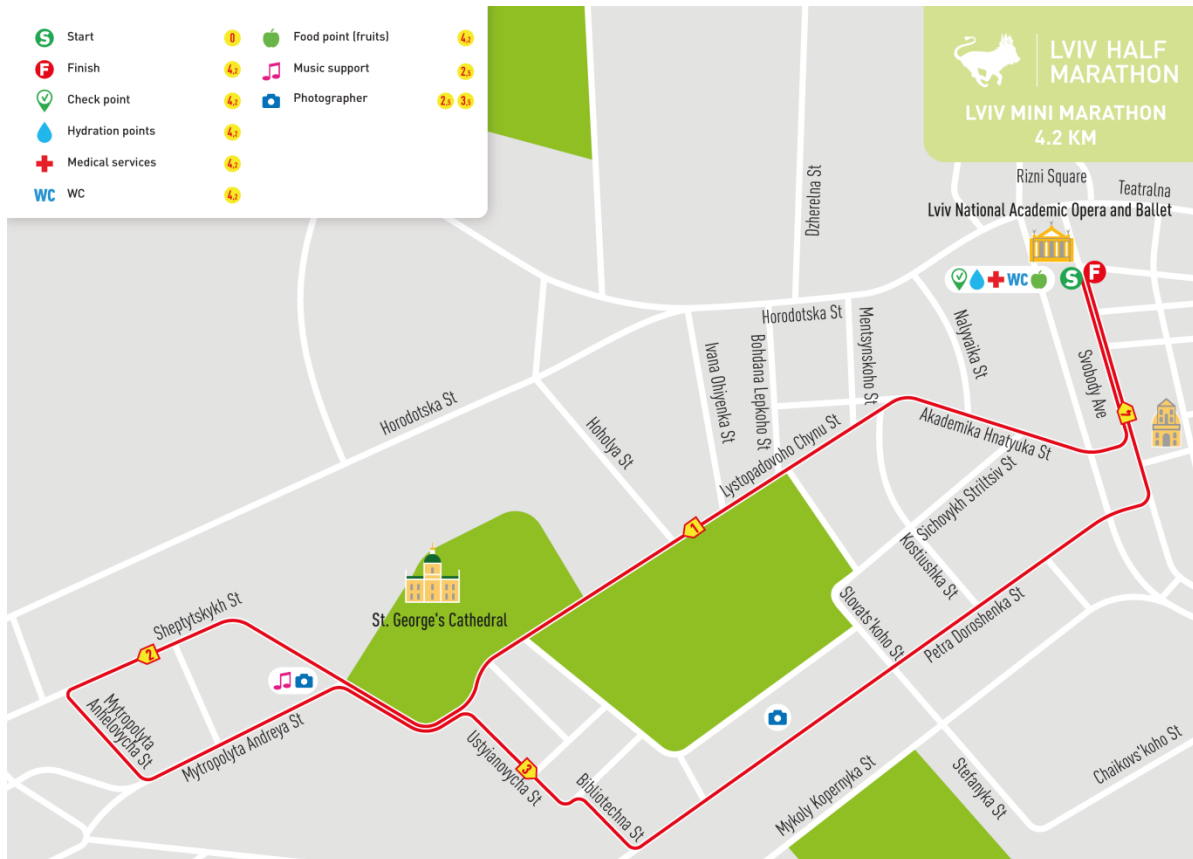 Start 0
Finish 4,2
Check point 4,2
Hydration points 4,2
Medical services 4,2
WC WC 4,2
Food point (fruits) 4,2
Music support 2,5
Photographer 2,5 3,5
S
F
LVIV HALF
MARATHON
LVIV MINI MARATHON
4.2 KM
Rizni Square
Teatralna
Lviv National Academic Opera and Ballet
WC
S
F
Dzherelna St
Horodotska St
Mentsynskoho St
Nalyvaika St
Svobody Ave
Ivana Ohiyenka St
Bohdana Lepkoho St
Horodotska St
Hoholya St
Lystopadovoho Chynu St
Akademika Hnatyuka St
4
1
Sichovykh Striltsiv St
Kostiushka St
Slovats'koho St
Petra Doroshenka St
St. George's Cathedral
Sheptytskykh St
2
Mytropolyta
Anhelovycha St
Mytropolyta Andreya St
Ustyianovycha St
3
Bibliotechna St
Mykoly Kopernyka St
Stefanyka St
Chaikovs'koho St